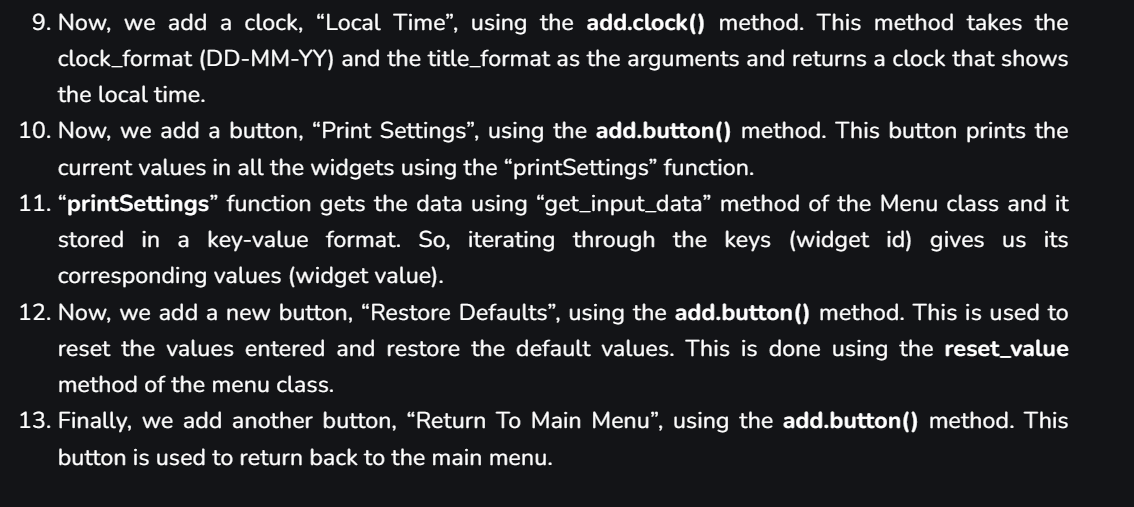 9. Now, we add a clock, “Local Time”, using the add.clock() method. This method takes the
clock_format (DD-MM-YY) and the title_format as the arguments and returns a clock that shows
the local time.
10. Now, we add a button, “Print Settings”, using the add.button() method. This button prints the
current values in all the widgets using the “printSettings” function.
11. “printSettings” function gets the data using “get_input_data” method of the Menu class and it
stored in a key-value format. So, iterating through the keys (widget id) gives us its
corresponding values (widget value).
12. Now, we add a new button, “Restore Defaults”, using the add.button() method. This is used to
reset the values entered and restore the default values. This is done using the reset_value
method of the menu class.
13. Finally, we add another button, “Return To Main Menu”, using the add.button() method. This
button is used to return back to the main menu.